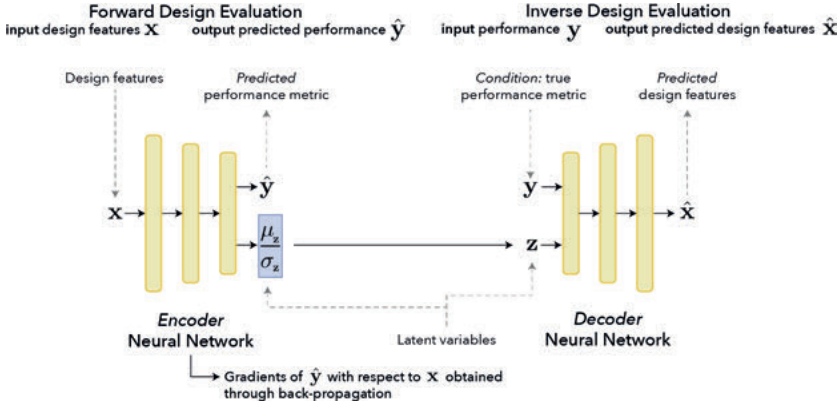 Forward Design Evaluation
input design features x output predicted performance ŷ
Inverse Design Evaluation
input performance y output predicted design features x̂
Design features
Predicted
performance metric
Condition: true
performance metric
Predicted
design features
x
ŷ
μ_z
σ_z
y
z
x̂
Encoder
Neural Network
Latent variables
Decoder
Neural Network
Gradients of ŷ with respect to x obtained
through back-propagation